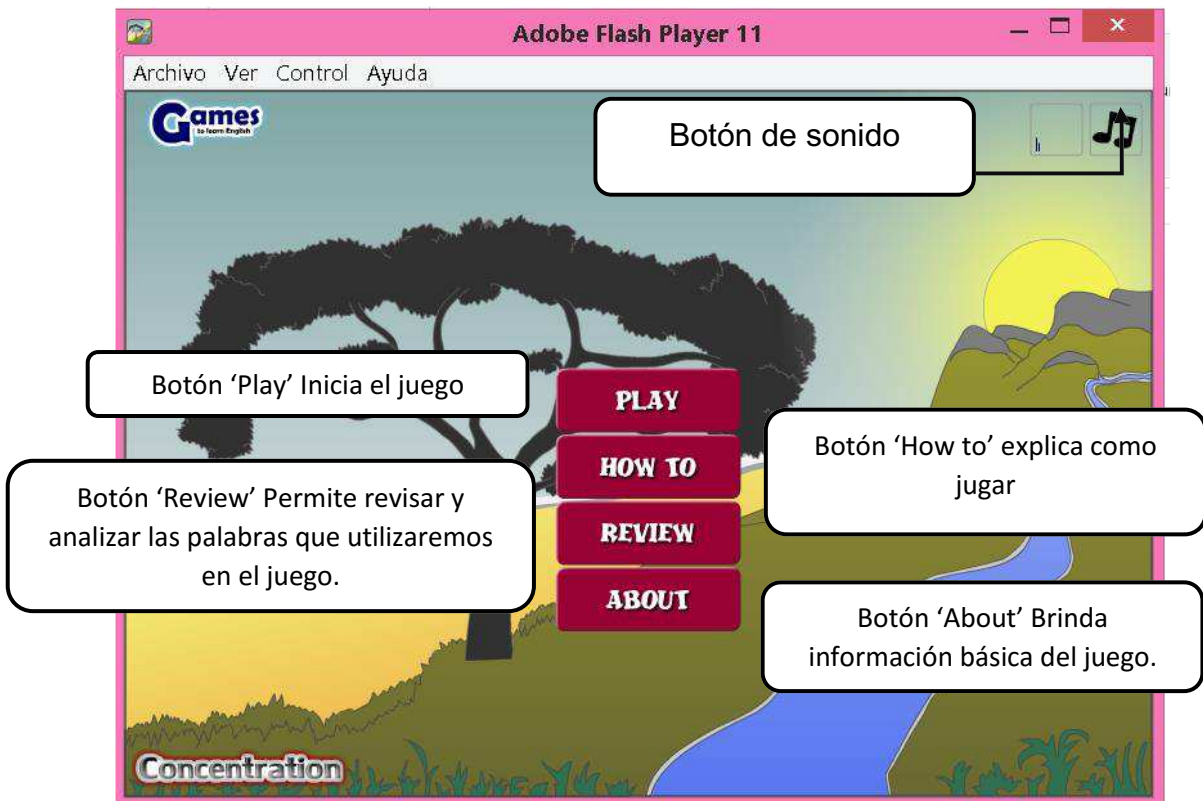 Adobe Flash Player 11
Archivo Ver Control Ayuda
Games
to learn English
Botón de sonido
Botón ‘Play’ Inicia el juego
PLAY
Botón ‘How to’ explica como
jugar
HOW TO
Botón ‘Review’ Permite revisar y
analizar las palabras que utilizaremos
en el juego.
REVIEW
ABOUT
Botón ‘About’ Brinda
información básica del juego.
Concentration